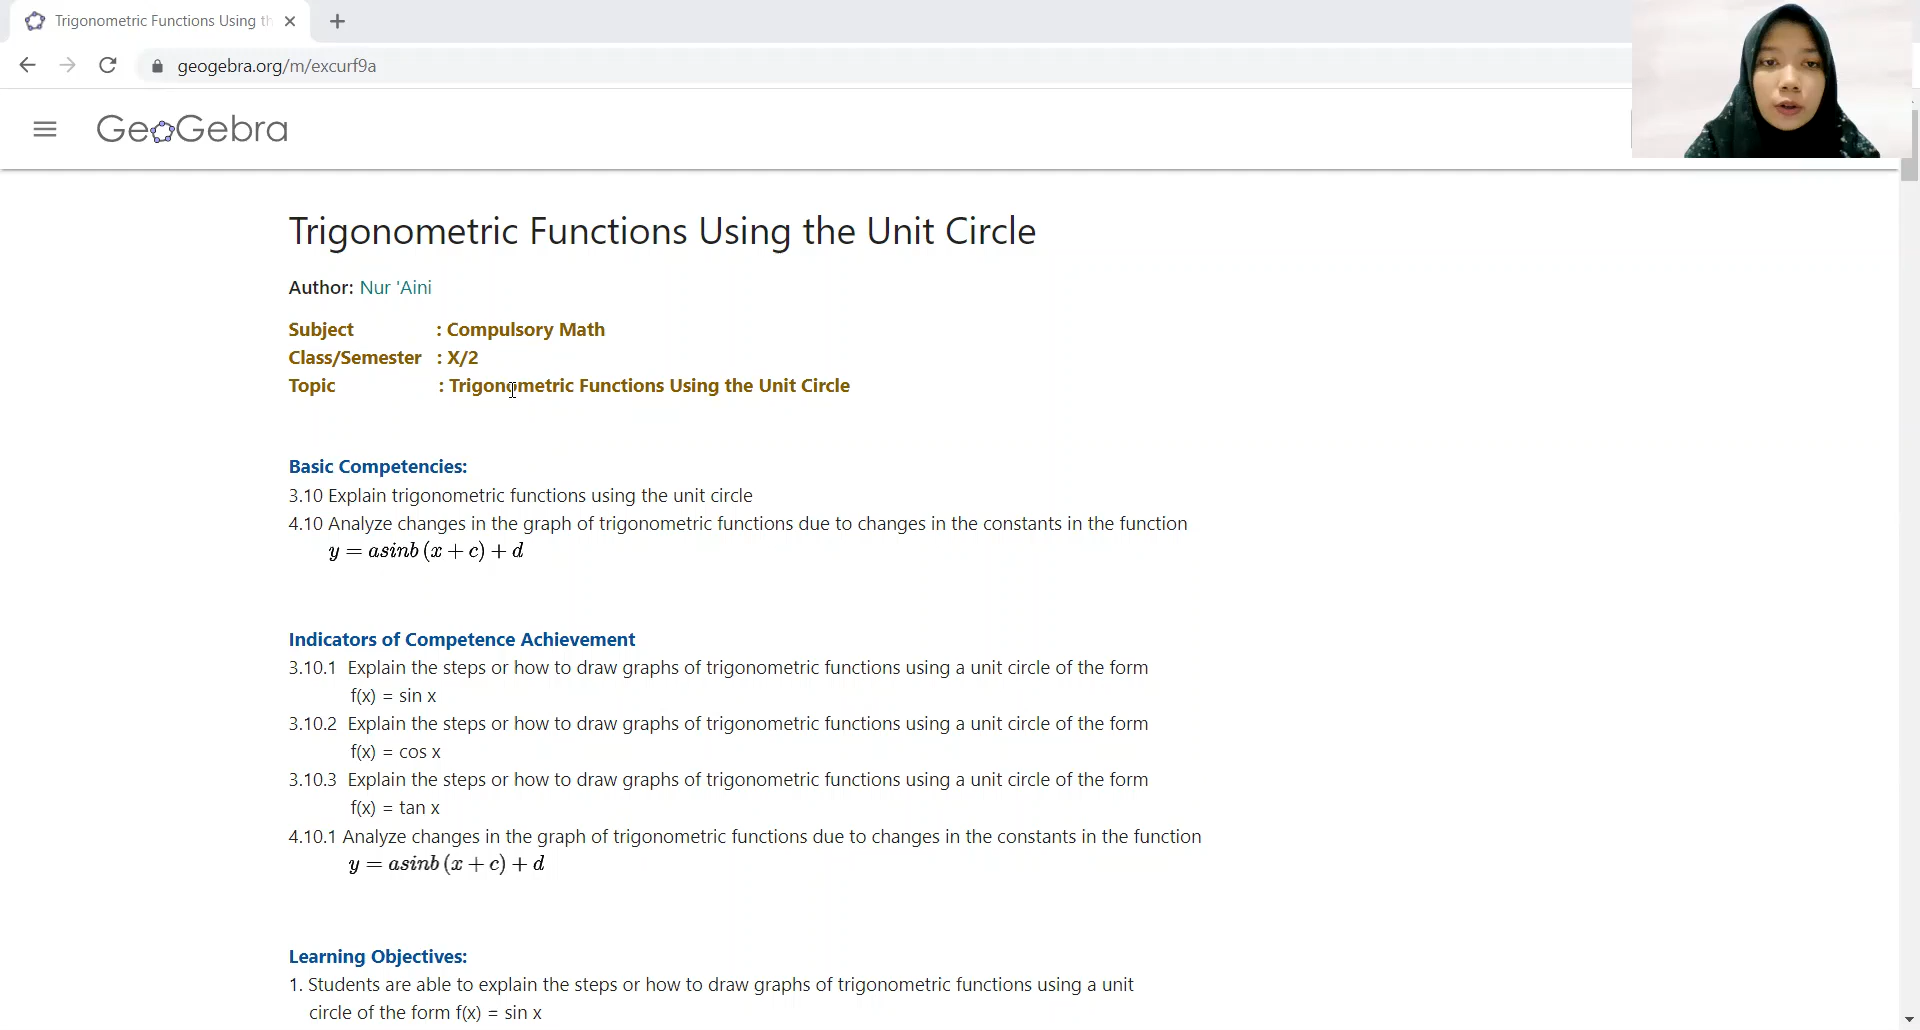 Trigonometric Functions Using th
geogebra.org/m/excurf9a
GeoGebra
Trigonometric Functions Using the Unit Circle
Author: Nur 'Aini
Subject : Compulsory Math
Class/Semester : X/2
Topic : Trigonometric Functions Using the Unit Circle
Basic Competencies:
3.10 Explain trigonometric functions using the unit circle
4.10 Analyze changes in the graph of trigonometric functions due to changes in the constants in the function
y = asinb (x + c) + d
Indicators of Competence Achievement
3.10.1 Explain the steps or how to draw graphs of trigonometric functions using a unit circle of the form
f(x) = sin x
3.10.2 Explain the steps or how to draw graphs of trigonometric functions using a unit circle of the form
f(x) = cos x
3.10.3 Explain the steps or how to draw graphs of trigonometric functions using a unit circle of the form
f(x) = tan x
4.10.1 Analyze changes in the graph of trigonometric functions due to changes in the constants in the function
y = asinb (x + c) + d
Learning Objectives:
1. Students are able to explain the steps or how to draw graphs of trigonometric functions using a unit
circle of the form f(x) = sin x